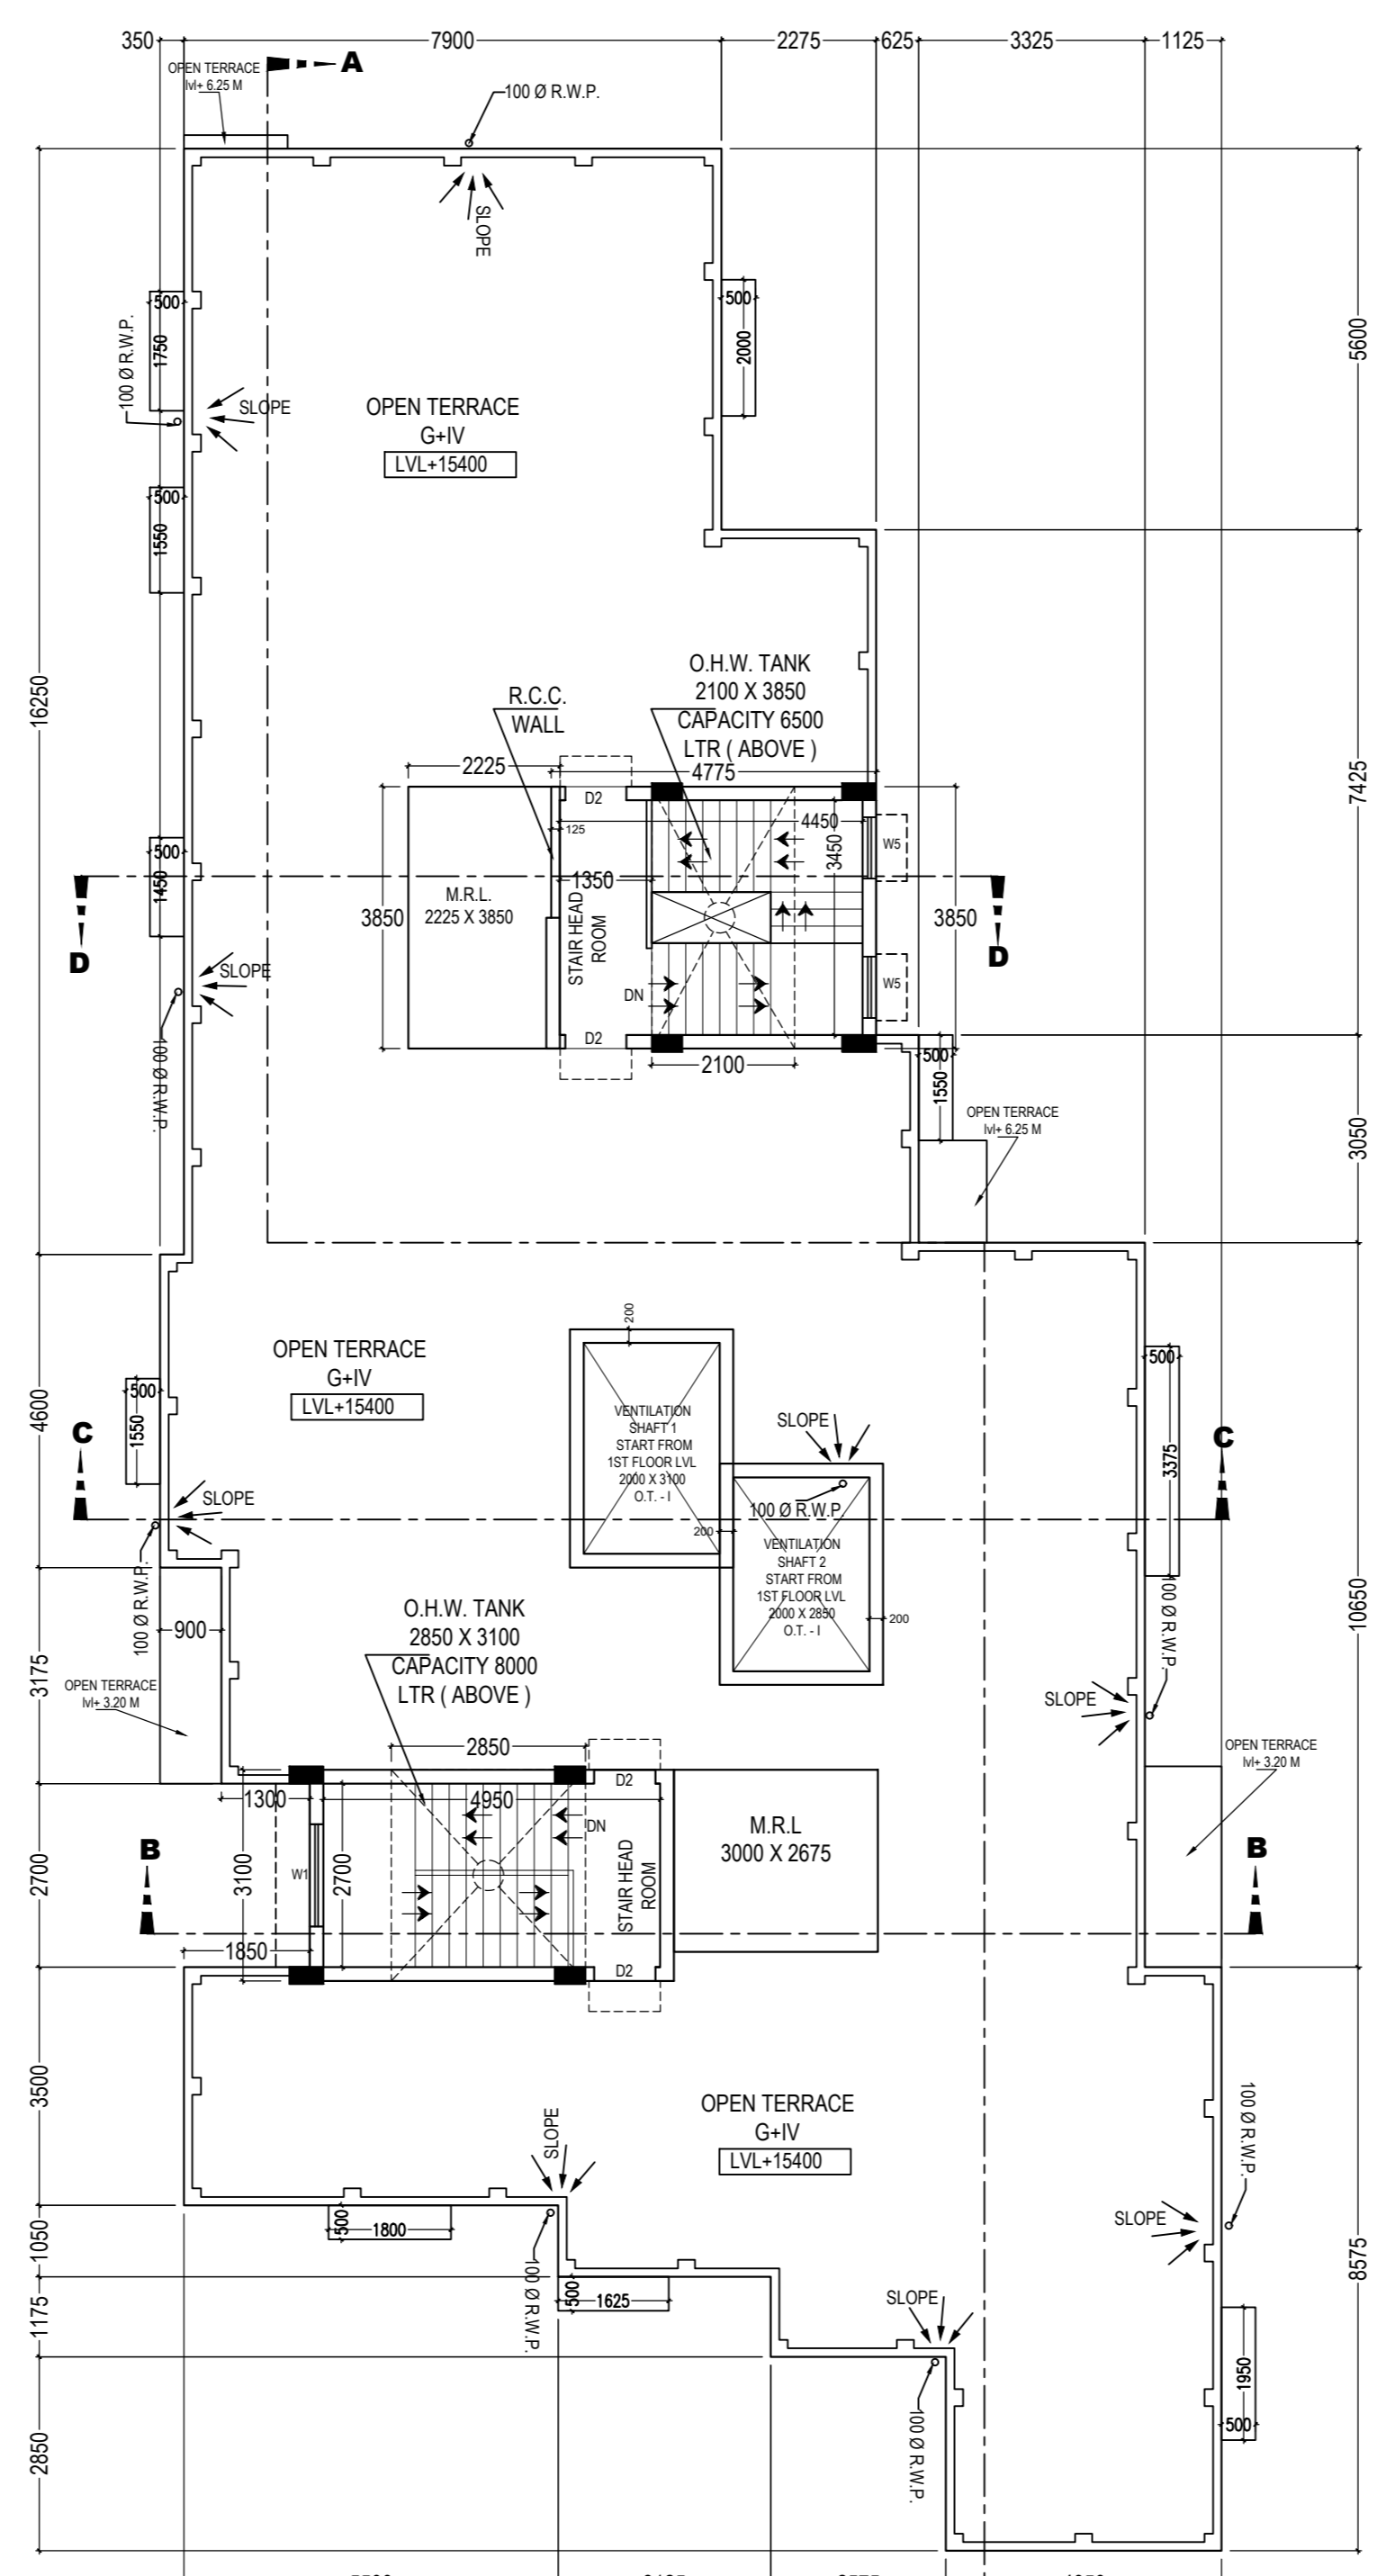 350
7900
2275
625
3325
1125
OPEN TERRACE
lvl+ 6.25 M
A
100 Ø R.W.P.
SLOPE
16250
5600
500
1750
100 Ø R.W.P.
SLOPE
500
2000
OPEN TERRACE
G+IV
LVL+15400
500
1550
O.H.W. TANK
2100 X 3850
CAPACITY 6500
LTR ( ABOVE )
R.C.C.
WALL
7425
2225
4775
D2
125
4450
3450
W5
500
1450
1350
M.R.L.
2225 X 3850
3850
STAIR HEAD
ROOM
3850
D
D
SLOPE
DN
W5
100 Ø R.W.P.
D2
2100
500
1550
OPEN TERRACE
lvl+ 6.25 M
3050
4600
200
OPEN TERRACE
G+IV
LVL+15400
500
1550
500
3375
VENTILATION
SHAFT 1
START FROM
1ST FLOOR LVL
2000 X 3100
O.T. - I
SLOPE
C
C
SLOPE
100 Ø R.W.P.
200
VENTILATION
SHAFT 2
START FROM
1ST FLOOR LVL
2000 X 2850
O.T. - I
200
100 Ø R.W.P.
100 Ø R.W.P.
10650
900
3175
O.H.W. TANK
2850 X 3100
CAPACITY 8000
LTR ( ABOVE )
OPEN TERRACE
lvl+ 3.20 M
SLOPE
OPEN TERRACE
lvl+ 3.20 M
2850
D2
1300
4950
DN
M.R.L
3000 X 2675
B
B
2700
3100
W1
2700
STAIR HEAD
ROOM
1850
D2
3500
OPEN TERRACE
G+IV
LVL+15400
SLOPE
100 Ø R.W.P.
SLOPE
500
1800
1050
100 Ø R.W.P.
500
1625
1175
8575
SLOPE
1950
500
100 Ø R.W.P.
2850